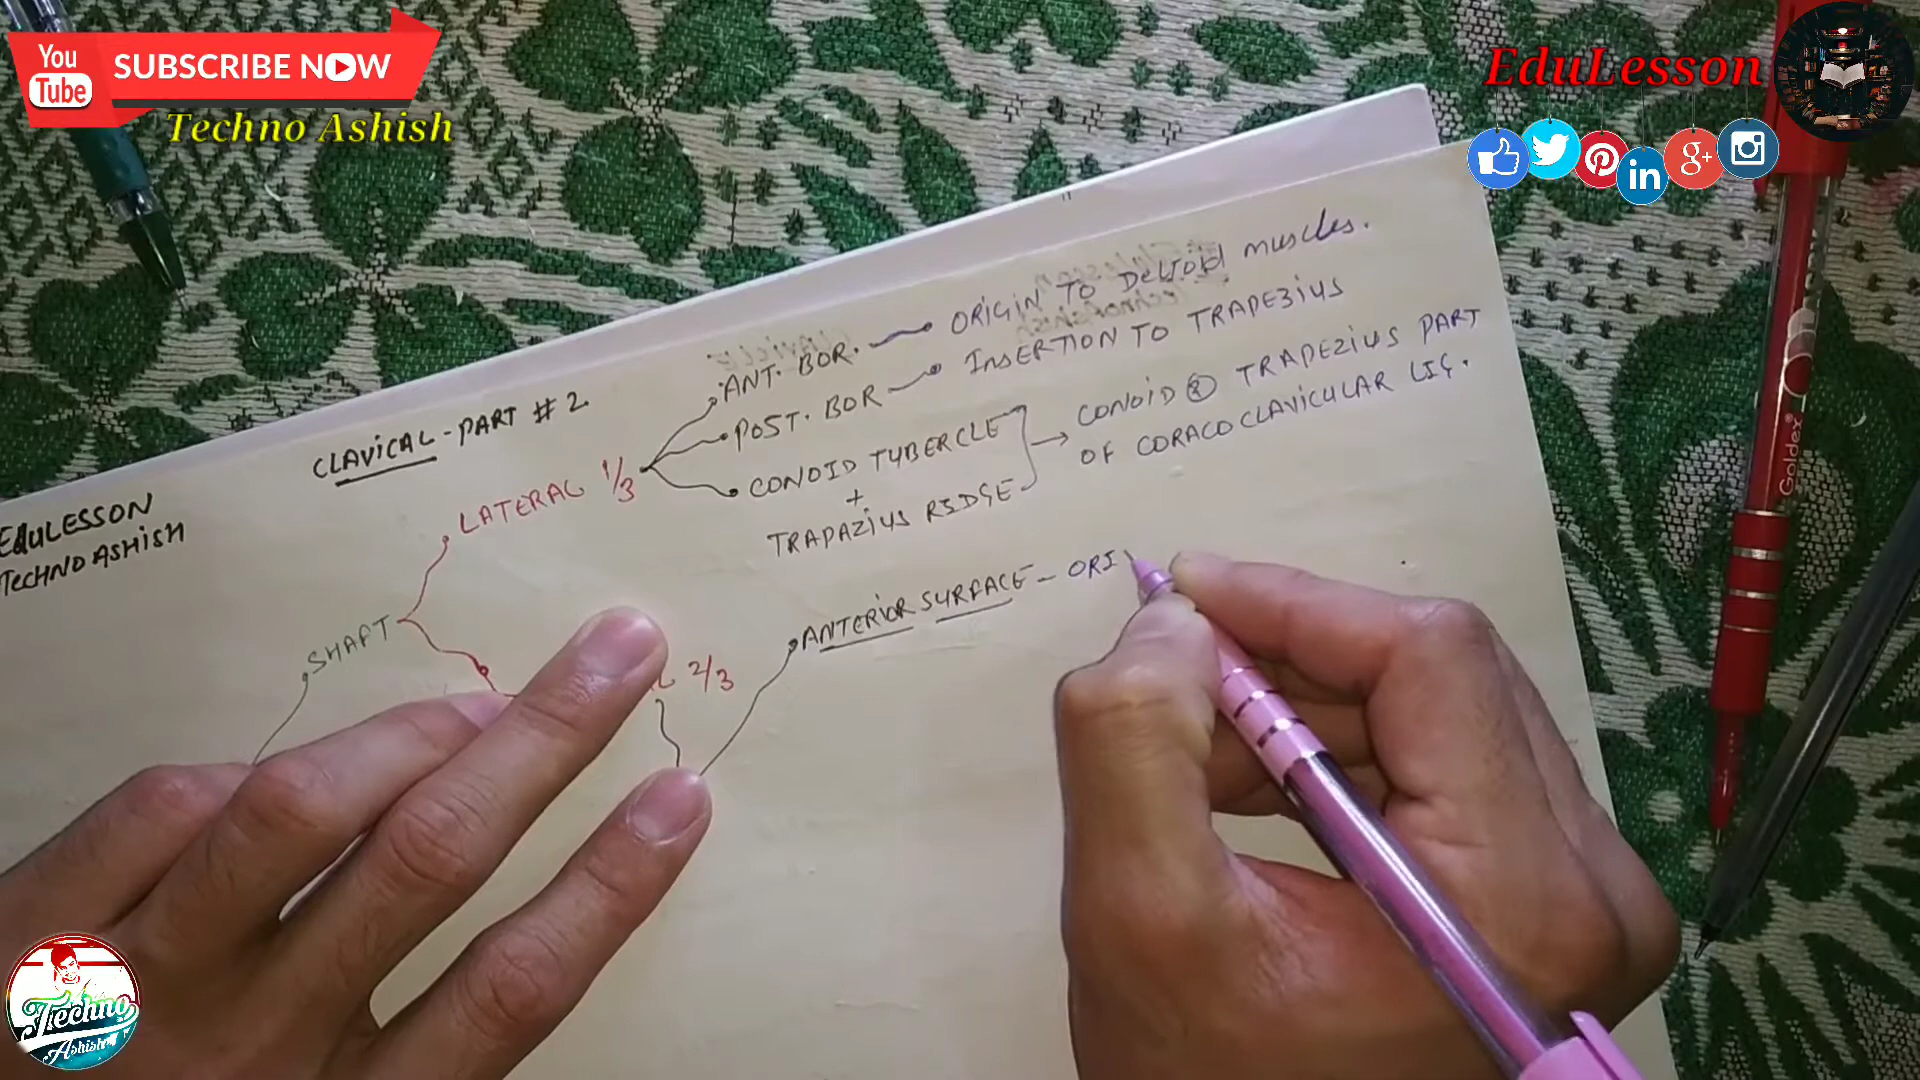 You
Tube
SUBSCRIBE NOW
Techno Ashish
EduLesson
CLAVICAL - PART # 2
EduLESSON
TECHNO ASHISH
LATERAL 1/3
ANT. BOR. ORIGIN TO DELTOID muscles.
POST. BOR INSERTION TO TRAPEZIUS
CONOID TYBERCLE
+
TRAPAZIUS RIDGE
CONOID & TRAPEZIUS PART
OF CORACO CLAVICULAR LIG.
SHAFT
2/3
ANTERIOR SURFACE - ORI
Goldex
Techno
Ashish